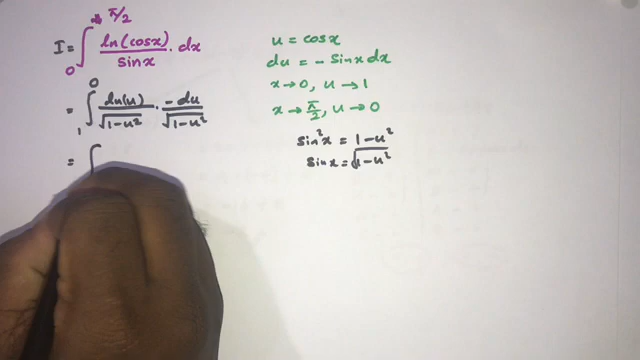 I = ∫₀^{π/2} ln(cosx)/sinx · dx
= ∫₁⁰ ln(u)/√(1-u²) · -du/√(1-u²)
= ∫
u = cosx
du = - sinx dx
x→0, u→1
x→π/2, u→0
sin²x = 1-u²
sinx = √(1-u²)